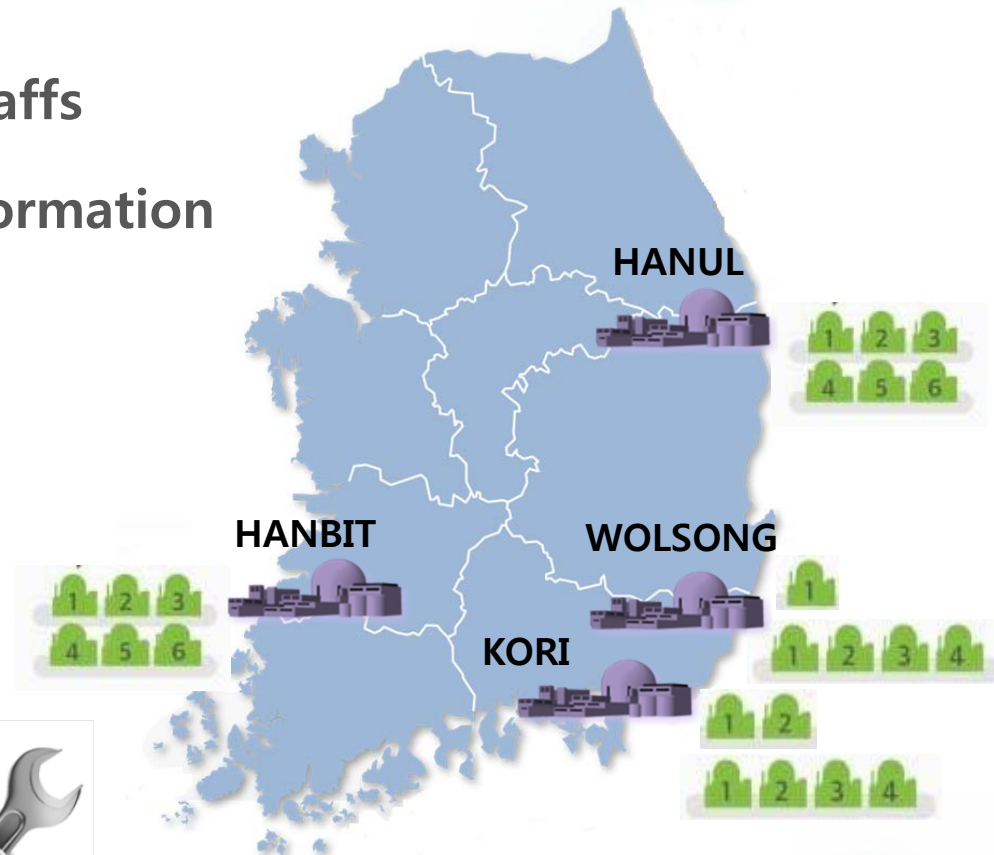 affs
ormation
HANUL
1 2 3
4 5 6
HANBIT
1 2 3
4 5 6
WOLSONG
1
1 2 3 4
KORI
1 2
1 2 3 4